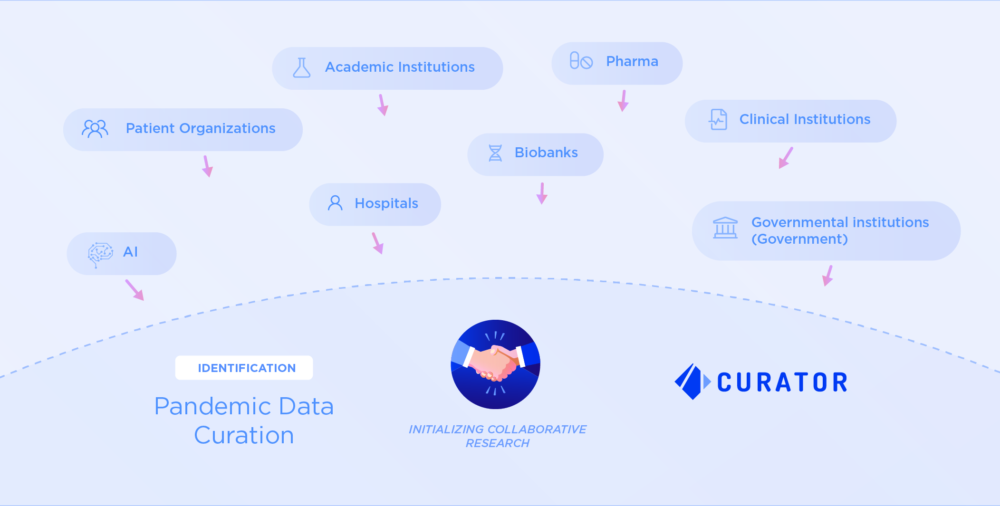 Academic Institutions
Pharma
Patient Organizations
Clinical Institutions
Biobanks
Hospitals
Governmental institutions
(Government)
AI
IDENTIFICATION
Pandemic Data
Curation
INITIALIZING COLLABORATIVE
RESEARCH
CURATOR